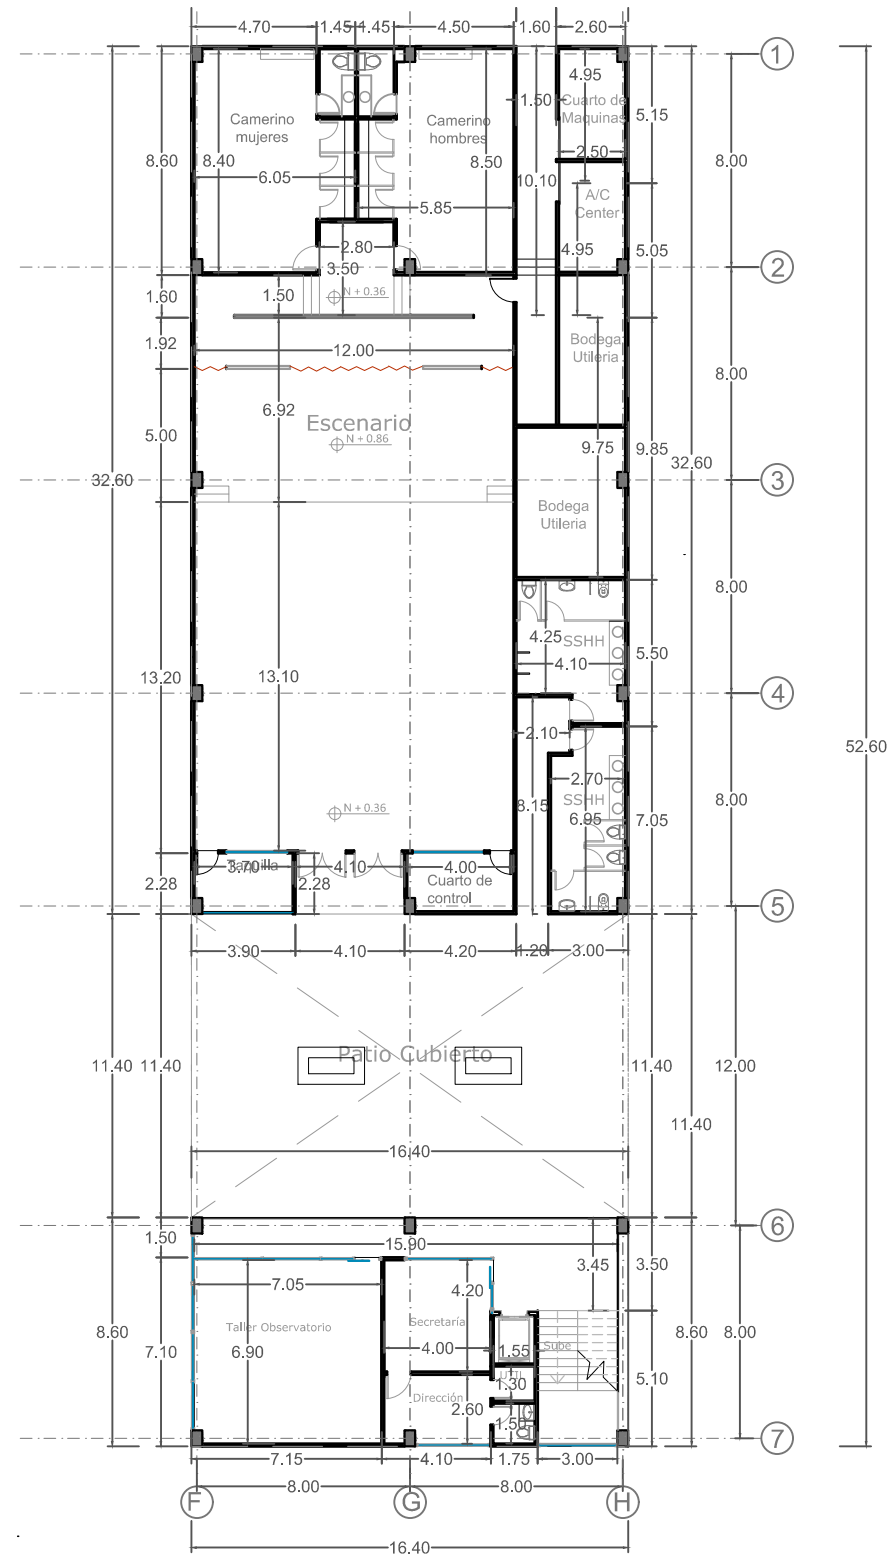 4.70 1.45 1.45 4.50 1.60 2.60
1
4.95
1.50 Cuarto de
Maquinas
5.15
Camerino
mujeres
Camerino
hombres
8.60 8.40 8.50 2.50 8.00
6.05 10.10
A/C
Center
5.85
4.95 5.05
2.80
3.50
2
1.60 1.50 N + 0.36
1.92 12.00 Bodega
Utileria
8.00
6.92
Escenario
5.00 N + 0.86 9.75 9.85
32.60 32.60
3
Bodega
Utileria
8.00
4.25 SSHH
4.10 5.50
13.20 13.10
4
2.10
52.60
2.70
8.15 SSHH 8.00
N + 0.36 6.95 7.05
Taquilla
3.70 4.10 4.00
2.28 2.28 Cuarto de
control
5
3.90 4.10 4.20 1.20 3.00
Patio Cubierto
11.40 11.40 11.40 12.00
11.40
16.40
6
1.50 15.90
3.45 3.50
7.05 4.20
Taller Observatorio Secretaría
8.60 7.10 6.90 4.00 1.55 Sube 8.60 8.00
1.30 5.10
Dirección
2.60 1.50
7
7.15 4.10 1.75 3.00
8.00 8.00
F G H
16.40